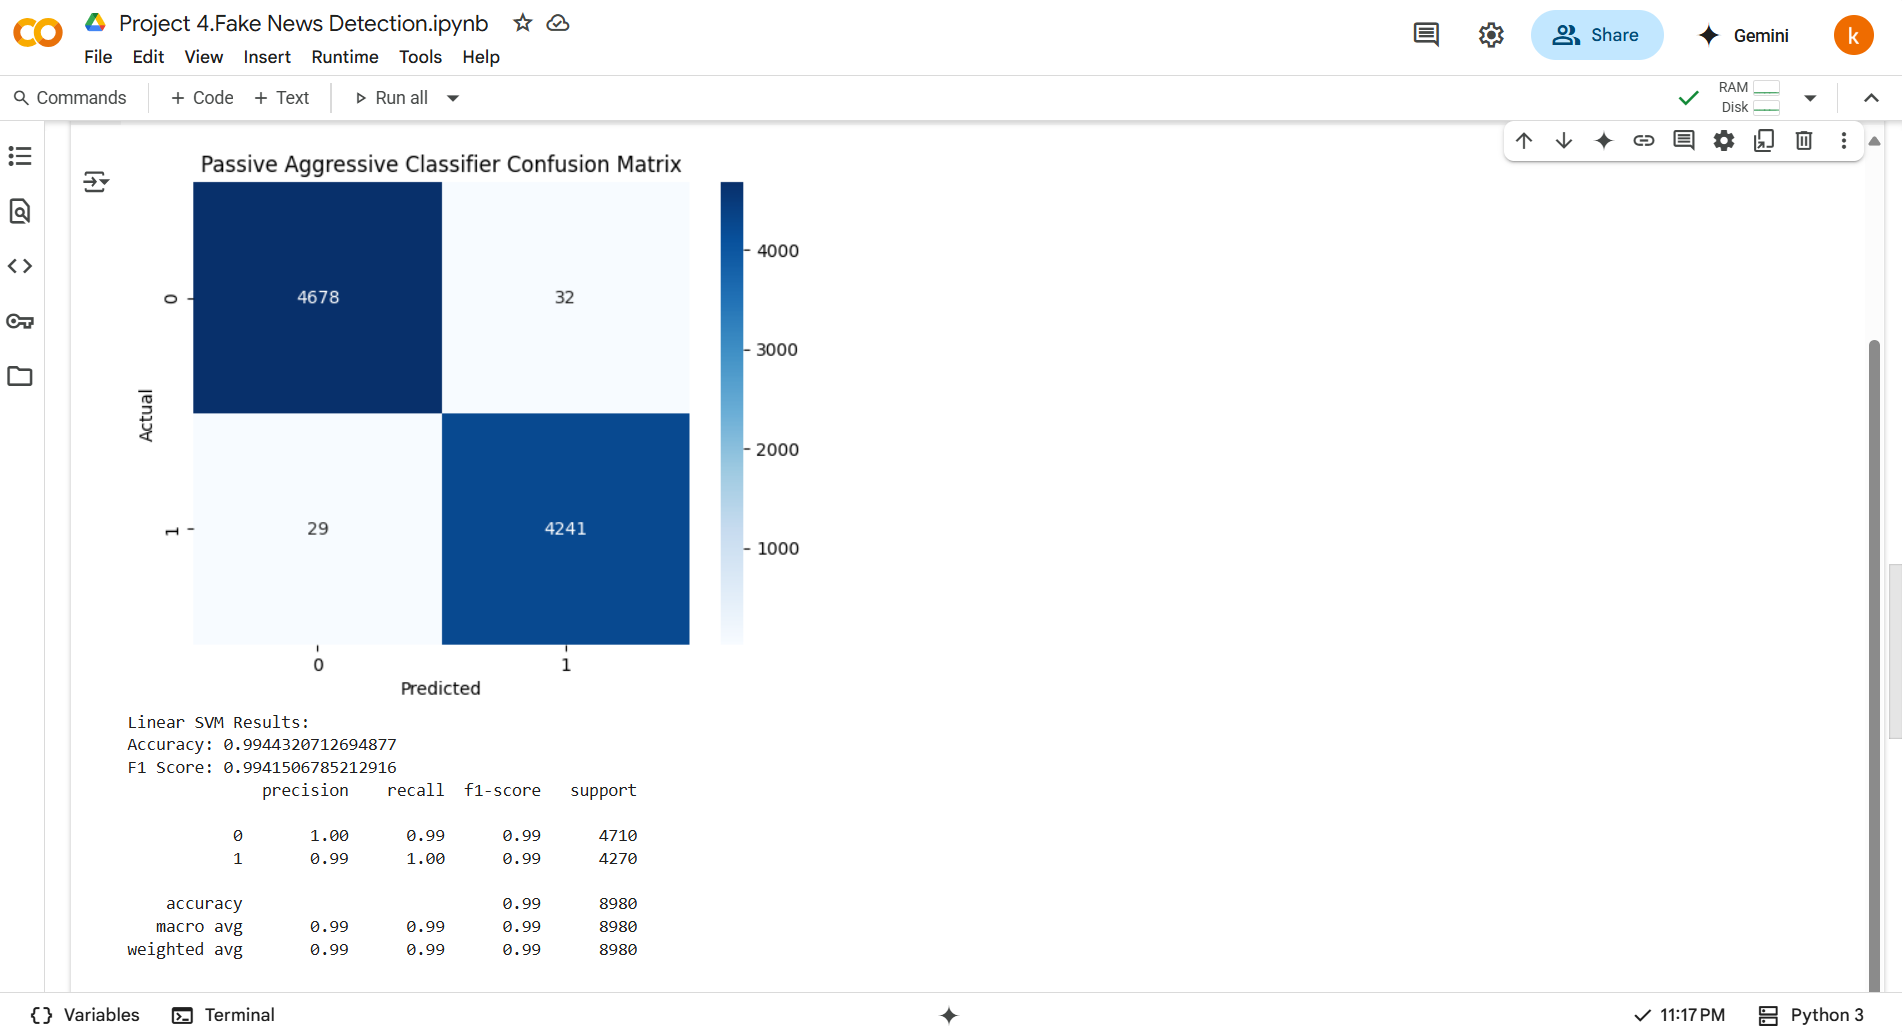 Project 4.Fake News Detection.ipynb
File Edit View Insert Runtime Tools Help
Share
Gemini
k
Commands + Code + Text Run all
RAM
Disk
Passive Aggressive Classifier Confusion Matrix
4678 32
29 4241
0
1
Actual
0 1
Predicted
4000
3000
2000
1000
Linear SVM Results:
Accuracy: 0.9944320712694877
F1 Score: 0.9941506785212916
precision recall f1-score support
0 1.00 0.99 0.99 4710
1 0.99 1.00 0.99 4270
accuracy 0.99 8980
macro avg 0.99 0.99 0.99 8980
weighted avg 0.99 0.99 0.99 8980
Variables Terminal
11:17 PM Python 3